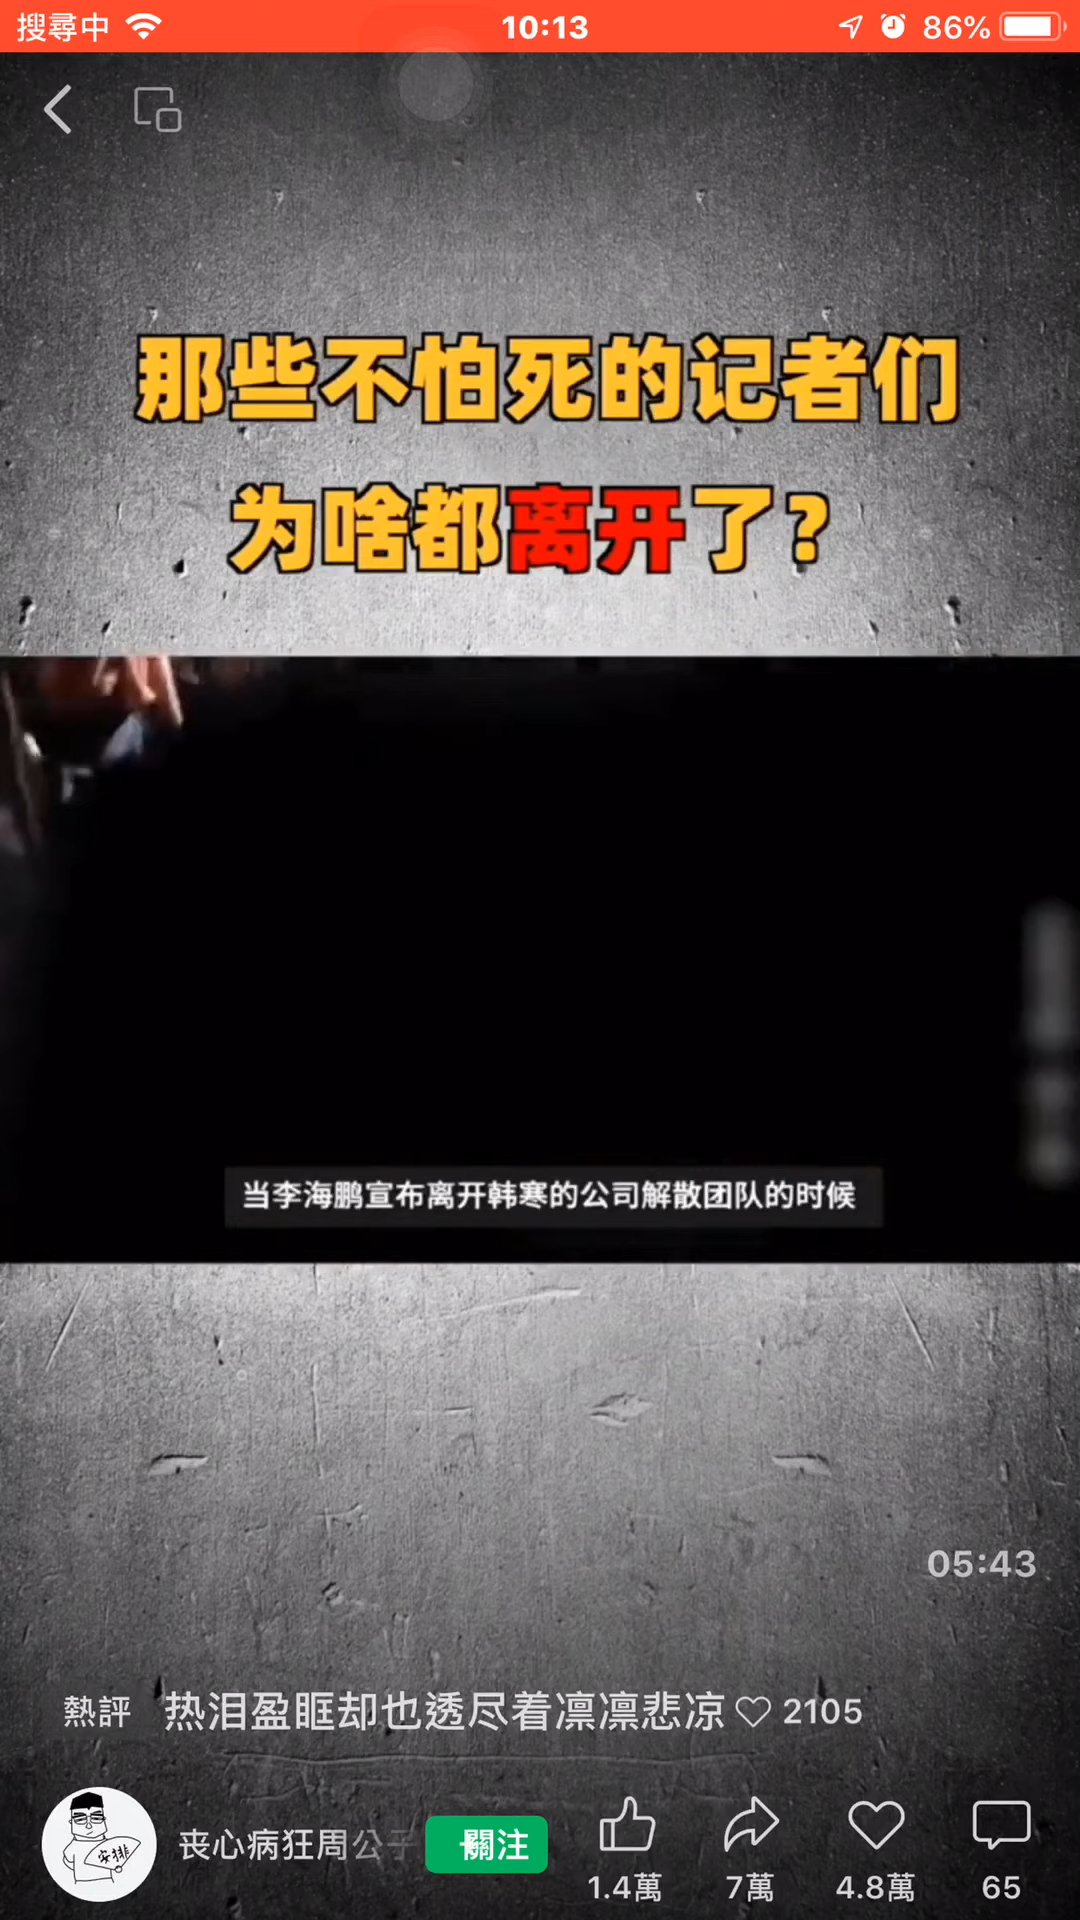 搜尋中
10:13
86%
那些不怕死的记者们
为啥都离开了?
当李海鹏宣布离开韩寒的公司解散团队的时候
05:43
熱評 热泪盈眶却也透尽着凛凛悲凉 2105
安排
丧心病狂周公子
關注
1.4萬
7萬
4.8萬
65